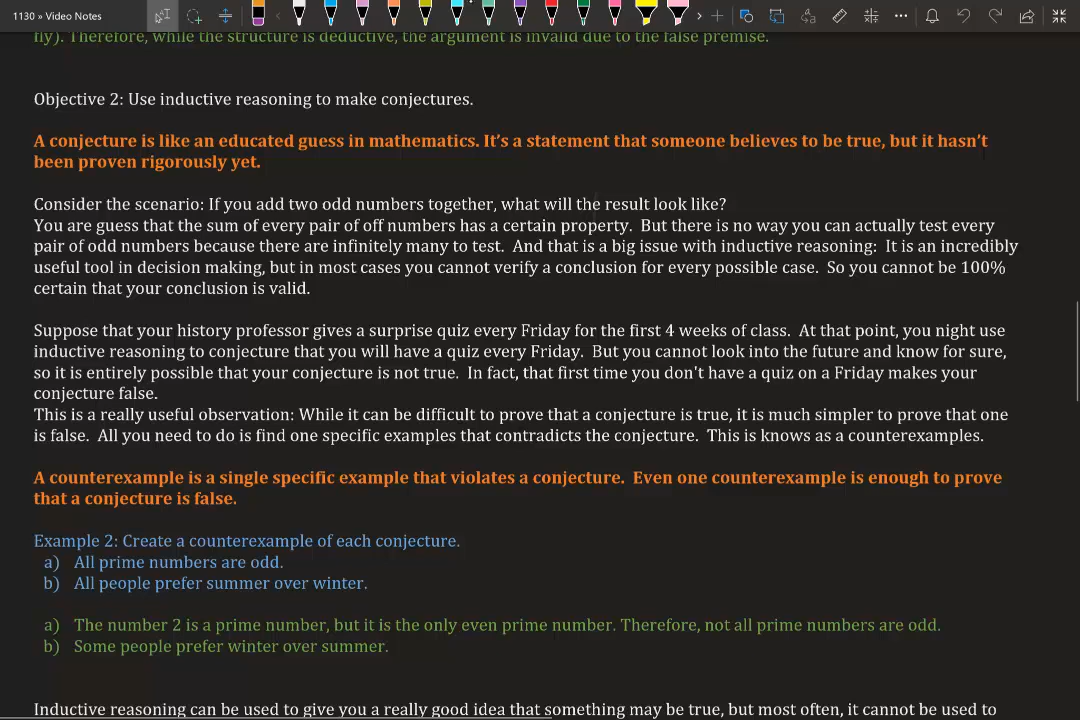 1130 » Video Notes
fly). Therefore, while the structure is deductive, the argument is invalid due to the false premise.
Objective 2: Use inductive reasoning to make conjectures.
A conjecture is like an educated guess in mathematics. It's a statement that someone believes to be true, but it hasn't
been proven rigorously yet.
Consider the scenario: If you add two odd numbers together, what will the result look like?
You are guess that the sum of every pair of off numbers has a certain property.  But there is no way you can actually test every
pair of odd numbers because there are infinitely many to test.  And that is a big issue with inductive reasoning:  It is an incredibly
useful tool in decision making, but in most cases you cannot verify a conclusion for every possible case.  So you cannot be 100%
certain that your conclusion is valid.
Suppose that your history professor gives a surprise quiz every Friday for the first 4 weeks of class.  At that point, you night use
inductive reasoning to conjecture that you will have a quiz every Friday.  But you cannot look into the future and know for sure,
so it is entirely possible that your conjecture is not true.  In fact, that first time you don't have a quiz on a Friday makes your
conjecture false.
This is a really useful observation: While it can be difficult to prove that a conjecture is true, it is much simpler to prove that one
is false.  All you need to do is find one specific examples that contradicts the conjecture.  This is knows as a counterexamples.
A counterexample is a single specific example that violates a conjecture.  Even one counterexample is enough to prove
that a conjecture is false.
Example 2: Create a counterexample of each conjecture.
a) All prime numbers are odd.
b) All people prefer summer over winter.
a) The number 2 is a prime number, but it is the only even prime number. Therefore, not all prime numbers are odd.
b) Some people prefer winter over summer.
Inductive reasoning can be used to give you a really good idea that something may be true, but most often, it cannot be used to